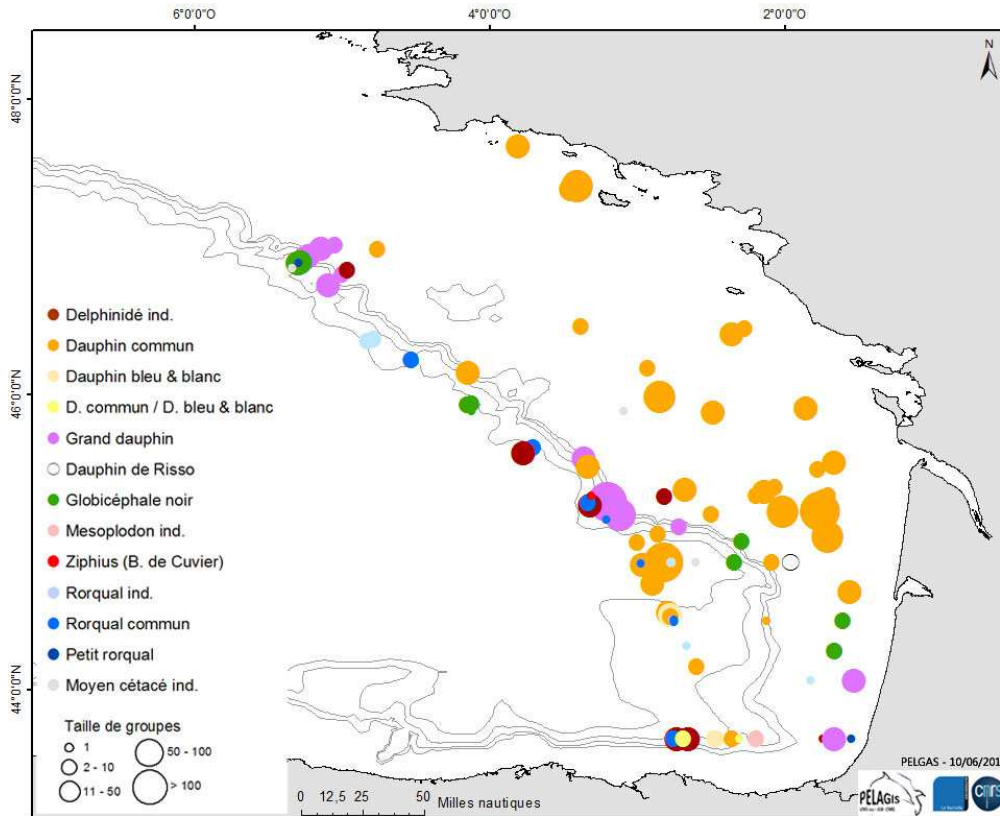 6°0'0"O 4°0'0"O 2°0'0"O
N
48°0'0"N
46°0'0"N
44°0'0"N
Delphinidé ind.
Dauphin commun
Dauphin bleu & blanc
D. commun / D. bleu & blanc
Grand dauphin
Dauphin de Risso
Globicéphale noir
Mesoplodon ind.
Ziphius (B. de Cuvier)
Rorqual ind.
Rorqual commun
Petit rorqual
Moyen cétacé ind.
Taille de groupes
1 50 - 100
2 - 10
11 - 50 > 100
0 12,5 25 50 Milles nautiques
PELGAS - 10/06/201
PELAGIS
cnrs